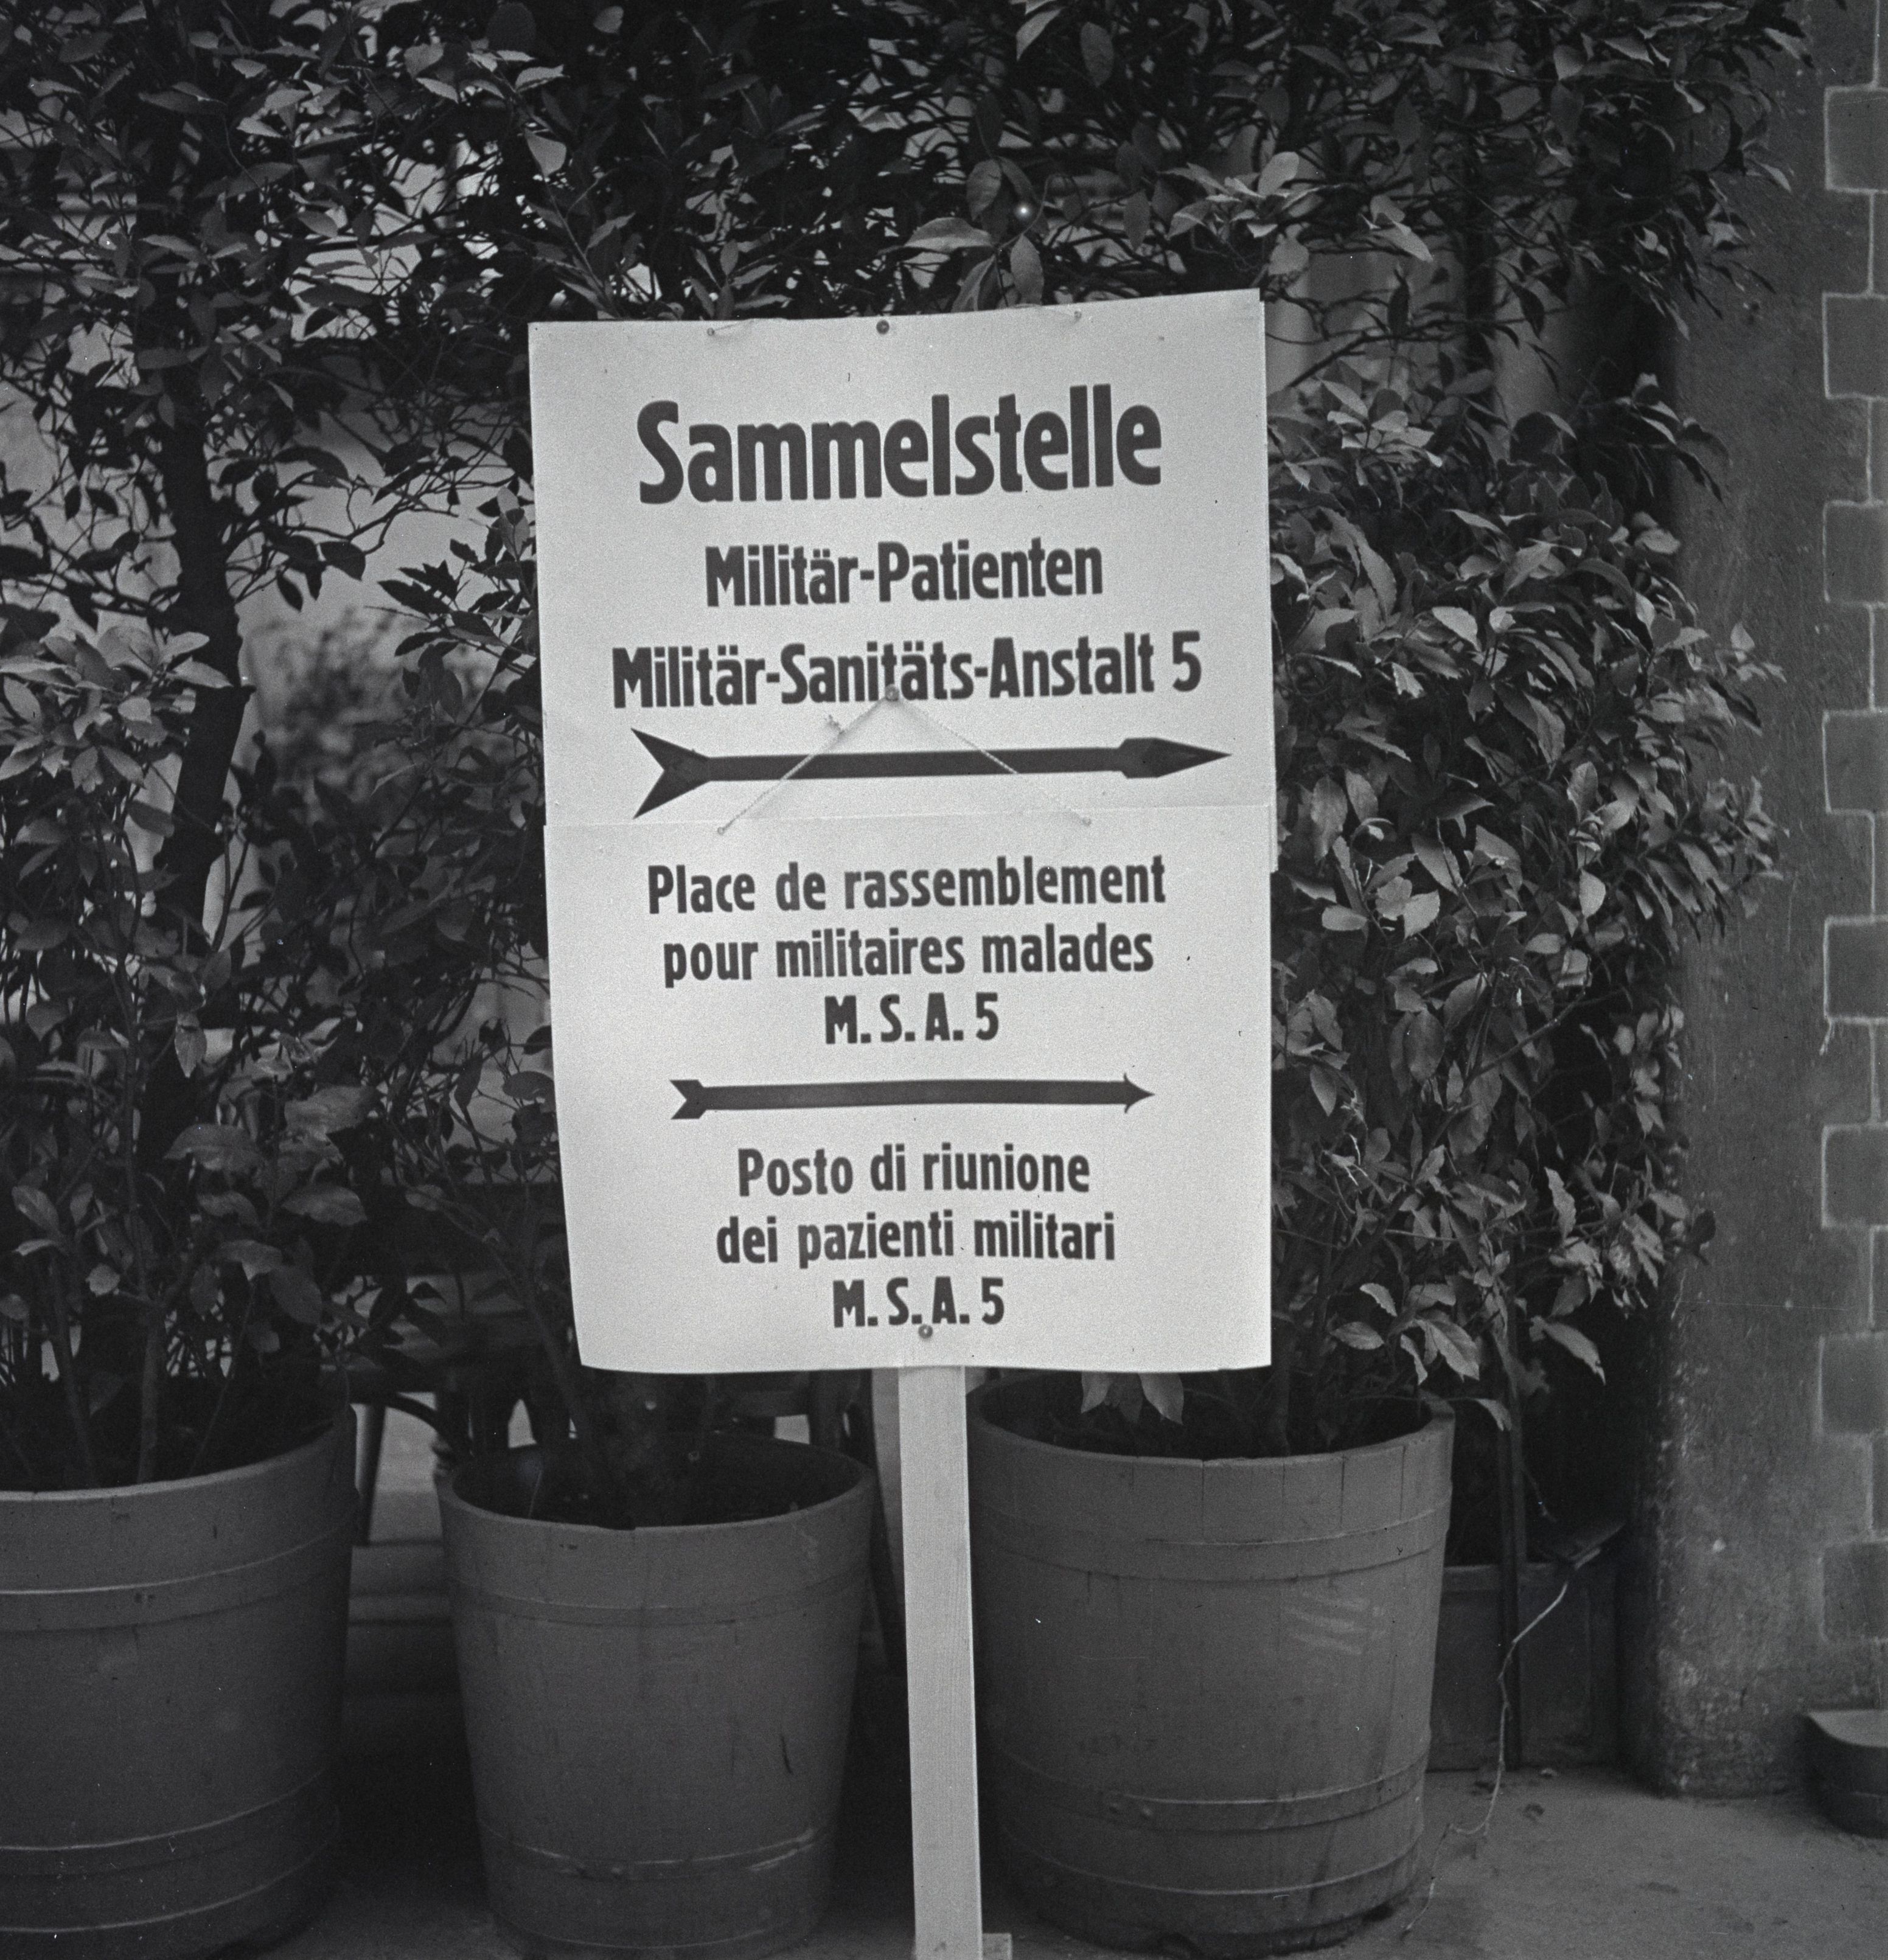 Sammelstelle
Militär-Patienten
Militär-Sanitäts-Anstalt 5
Place de rassemblement
pour militaires malades
M. S. A. 5
Posto di riunione
dei pazienti militari
M. S. A. 5